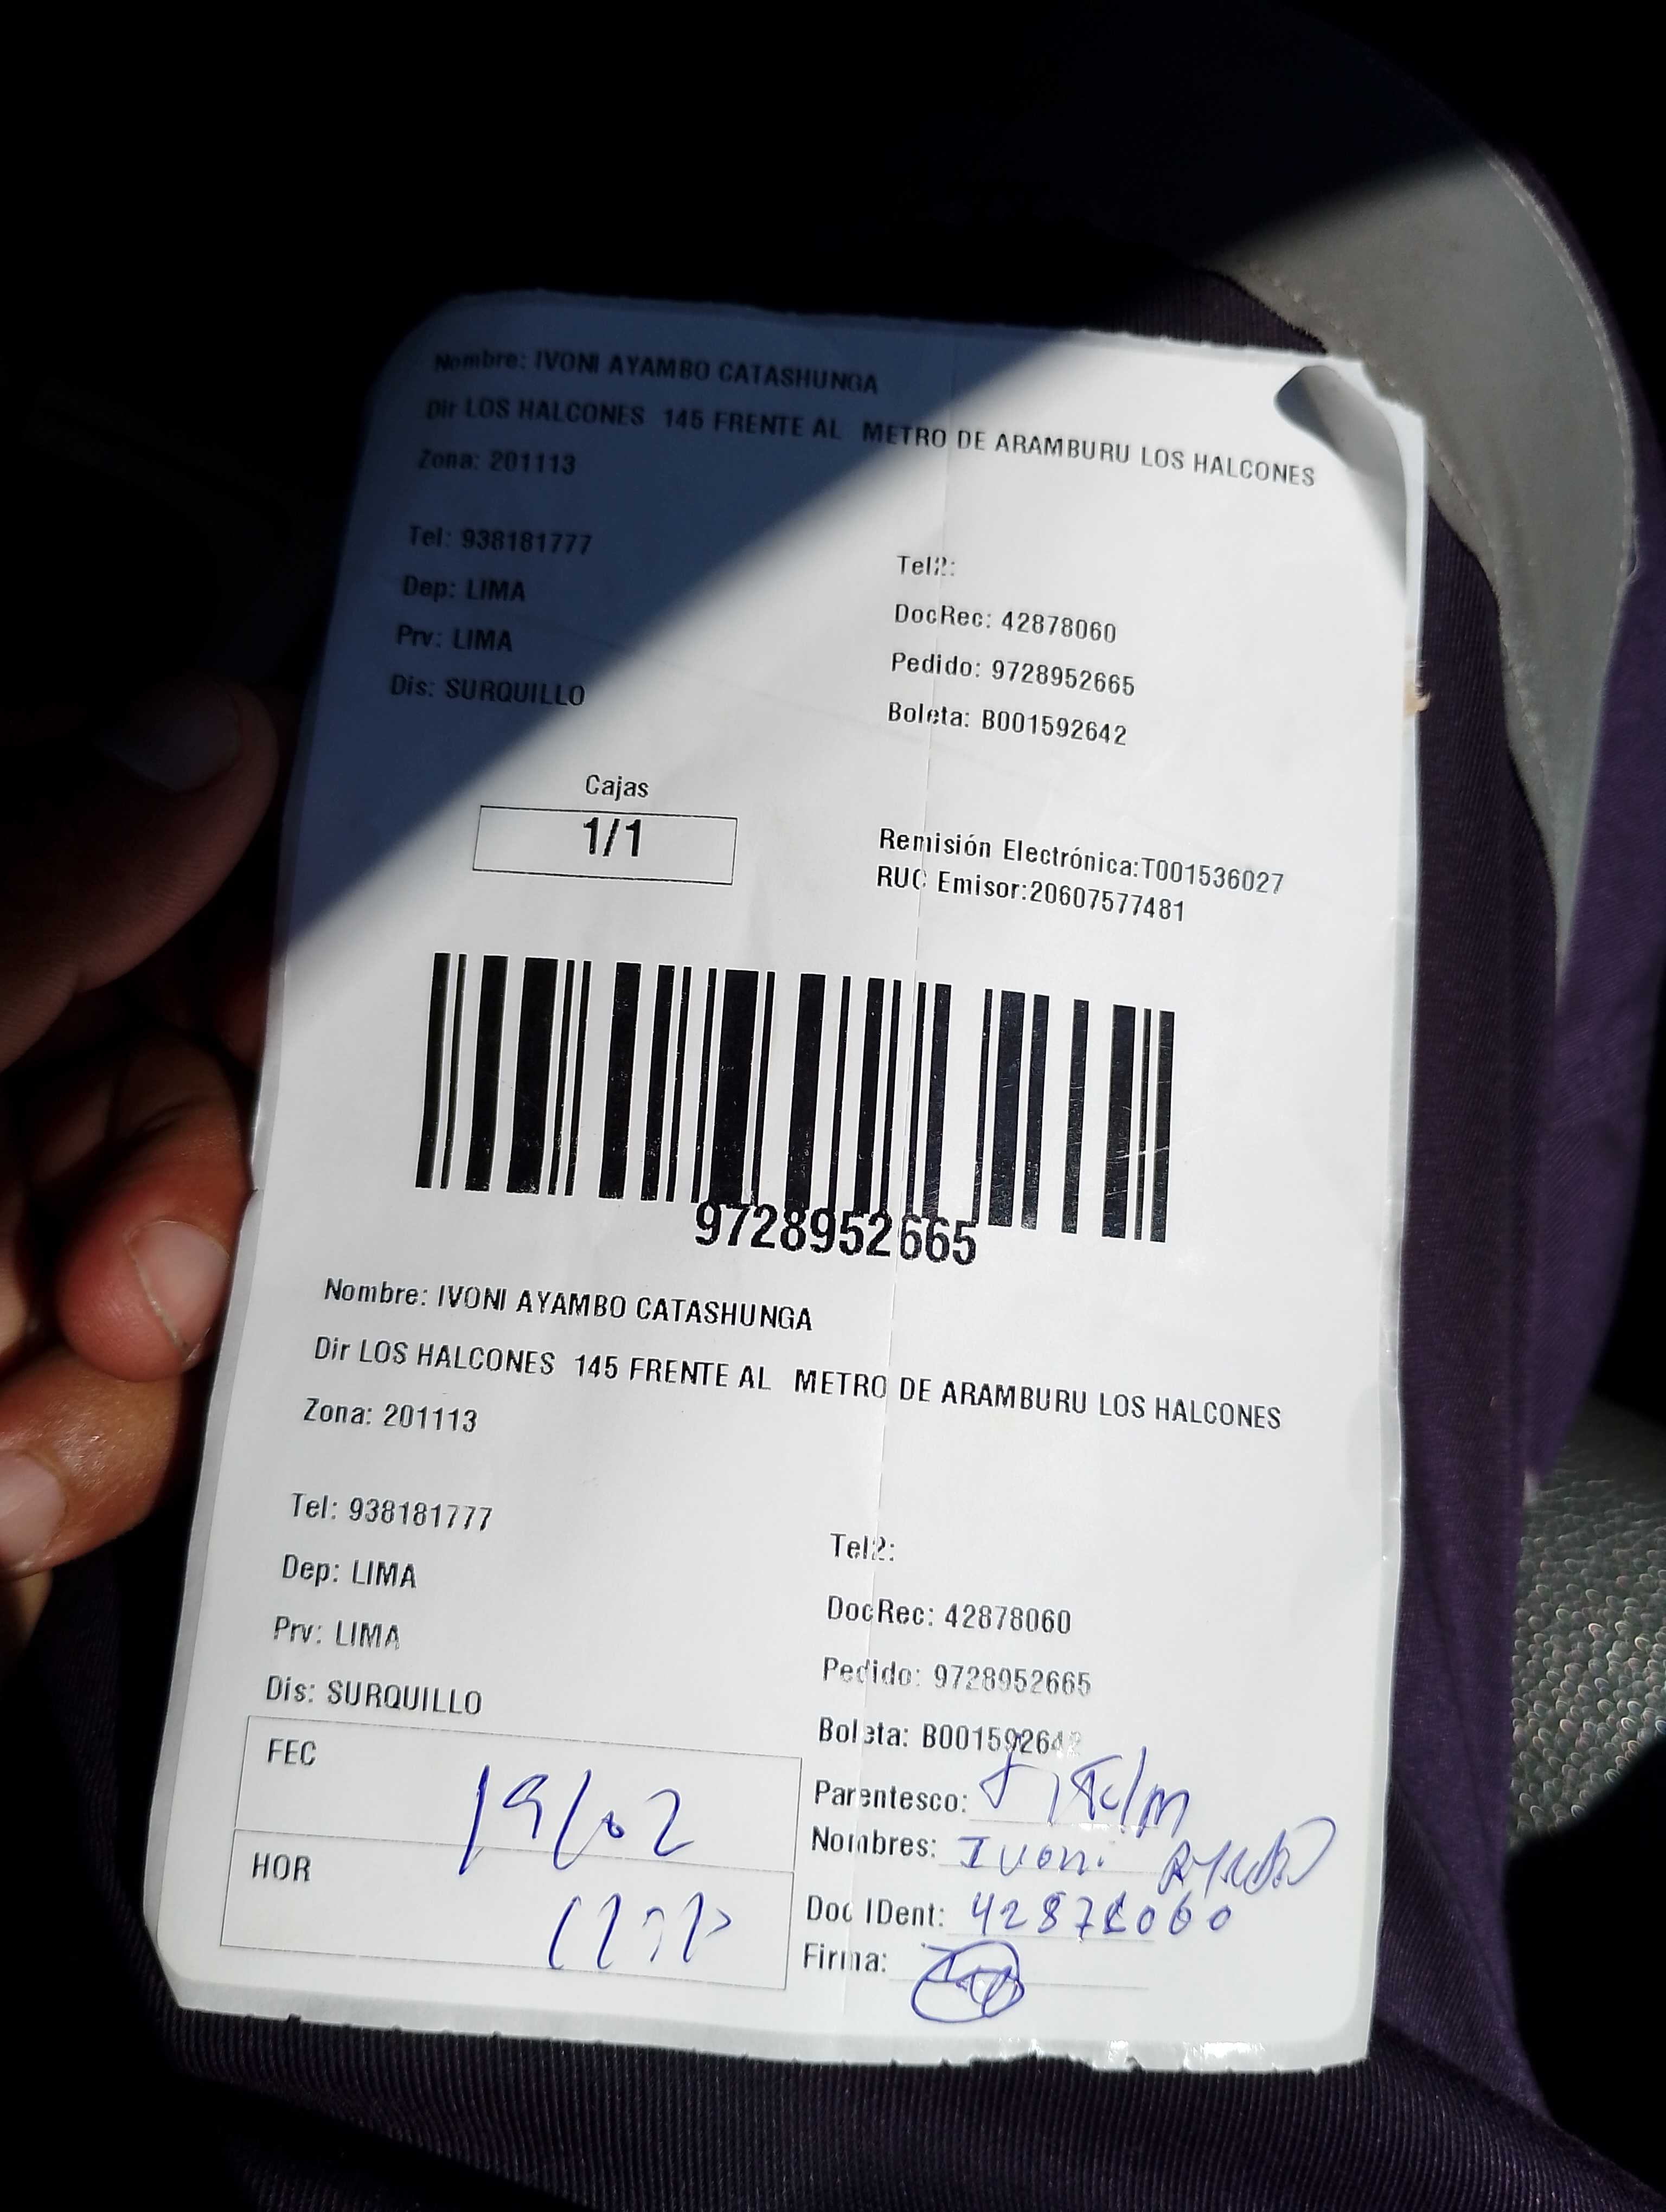 Nombre: IVONI AYAMBO CATASHUNGA
Dir LOS HALCONES 145 FRENTE AL METRO DE ARAMBURU LOS HALCONES
Zona: 201113
Tel: 938181777
Tel2:
Dep: LIMA
DocRec: 42878060
Prv: LIMA
Pedido: 9728952665
Dis: SURQUILLO
Boleta: B001592642
Cajas
1/1
Remisión Electrónica:T001536027
RUC Emisor:20607577481
9728952665
Nombre: IVONI AYAMBO CATASHUNGA
Dir LOS HALCONES 145 FRENTE AL METRO DE ARAMBURU LOS HALCONES
Zona: 201113
Tel: 938181777
Tel2:
Dep: LIMA
DocRec: 42878060
Prv: LIMA
Pedido: 9728952665
Dis: SURQUILLO
Boleta: B001592642
FEC 19/02
Parentesco:
Nombres: Ivoni
HOR
Doc IDent: 42878060
Firma: